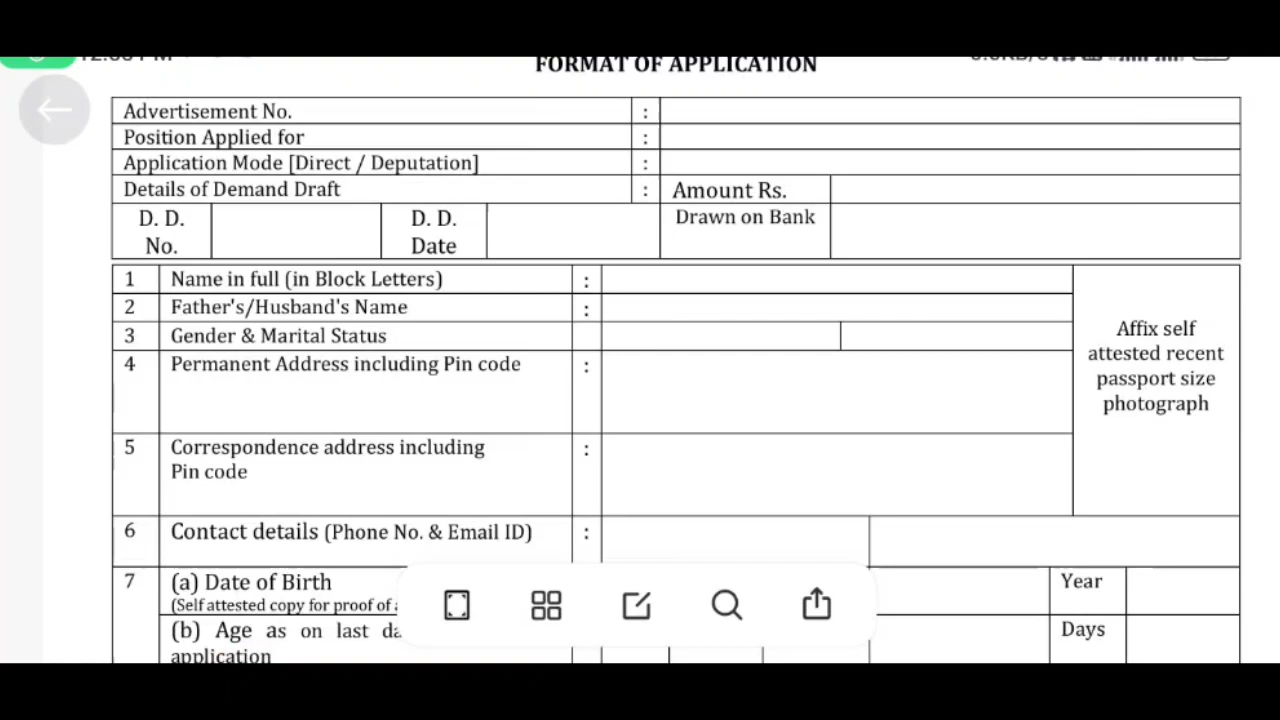 FORMAT OF APPLICATION
Advertisement No. :
Position Applied for :
Application Mode [Direct / Deputation] :
Details of Demand Draft : Amount Rs.
D. D. No. D. D. Date Drawn on Bank
1 Name in full (in Block Letters) :
2 Father's/Husband's Name :
3 Gender & Marital Status
Affix self
attested recent
passport size
photograph
4 Permanent Address including Pin code :
5 Correspondence address including :
Pin code
6 Contact details (Phone No. & Email ID) :
7 (a) Date of Birth Year
(Self attested copy for proof of
(b) Age as on last Days
application